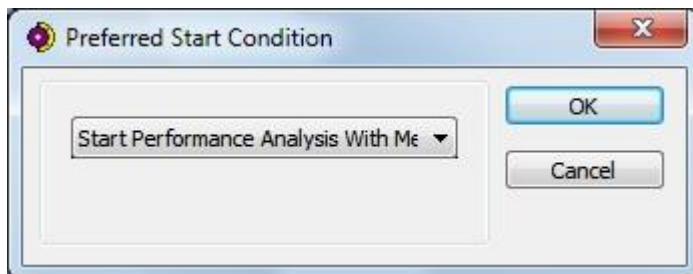 Preferred Start Condition
Start Performance Analysis With Me
OK
Cancel